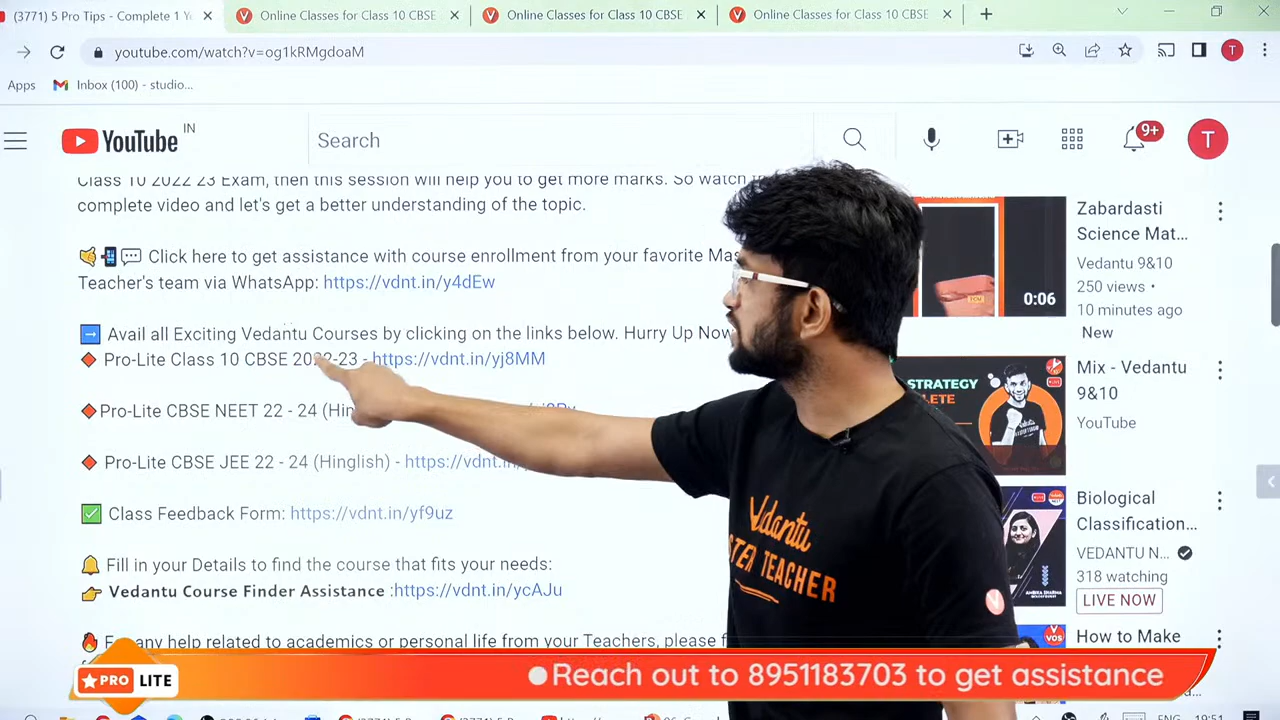 (3771) 5 Pro Tips - Complete 1 Y
Online Classes for Class 10 CBSE
Online Classes for Class 10 CBSE
Online Classes for Class 10 CBSE
youtube.com/watch?v=og1kRMgdoaM
T
Apps
Inbox (100) - studio...
YouTube IN
Search
9+
T
Class 10 2022 23 Exam, then this session will help you to get more marks. So watch
complete video and let's a better understanding of the topic.
Click here to get assistance with course enrollment from your favorite Mas
Teacher's team via WhatsApp: https://vdnt.in/y4dEw
Avail all Exciting Vedantu Courses by clicking on the links below. Hurry Up Now
Pro-Lite Class 10 CBSE 2022-23 - https://vdnt.in/yj8MM
Pro-Lite CBSE NEET 22 - 24 (Hin
Pro-Lite CBSE JEE 22 - 24 (Hinglish) - https://vdnt.in/
Class Feedback Form: https://vdnt.in/yf9uz
Fill in your Details to find the course that fits your needs:
Vedantu Course Finder Assistance :https://vdnt.in/ycAJu
any help related to academics or personal life from your Teachers, please f
0:06
Zabardasti
Science Mat...
Vedantu 9&10
250 views •
10 minutes ago
New
STRATEGY
LETE
Mix - Vedantu
9&10
YouTube
Biological
Classification...
VEDANTU N...
318 watching
LIVE NOW
VOS
How to Make
Vedantu
STER TEACHER
PRO LITE
Reach out to 8951183703 to get assistance
ENG
19:51